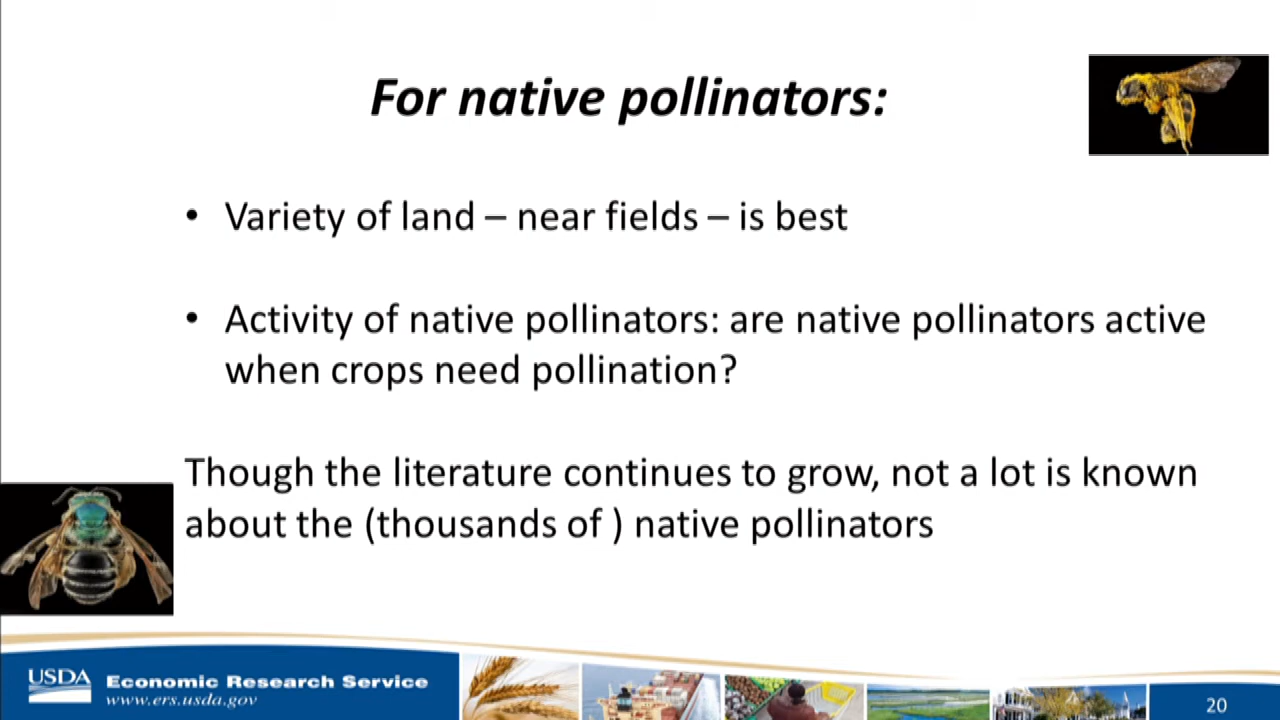 For native pollinators:
• Variety of land – near fields – is best
• Activity of native pollinators: are native pollinators active
when crops need pollination?
Though the literature continues to grow, not a lot is known
about the (thousands of ) native pollinators
USDA Economic Research Service
www.ers.usda.gov
20